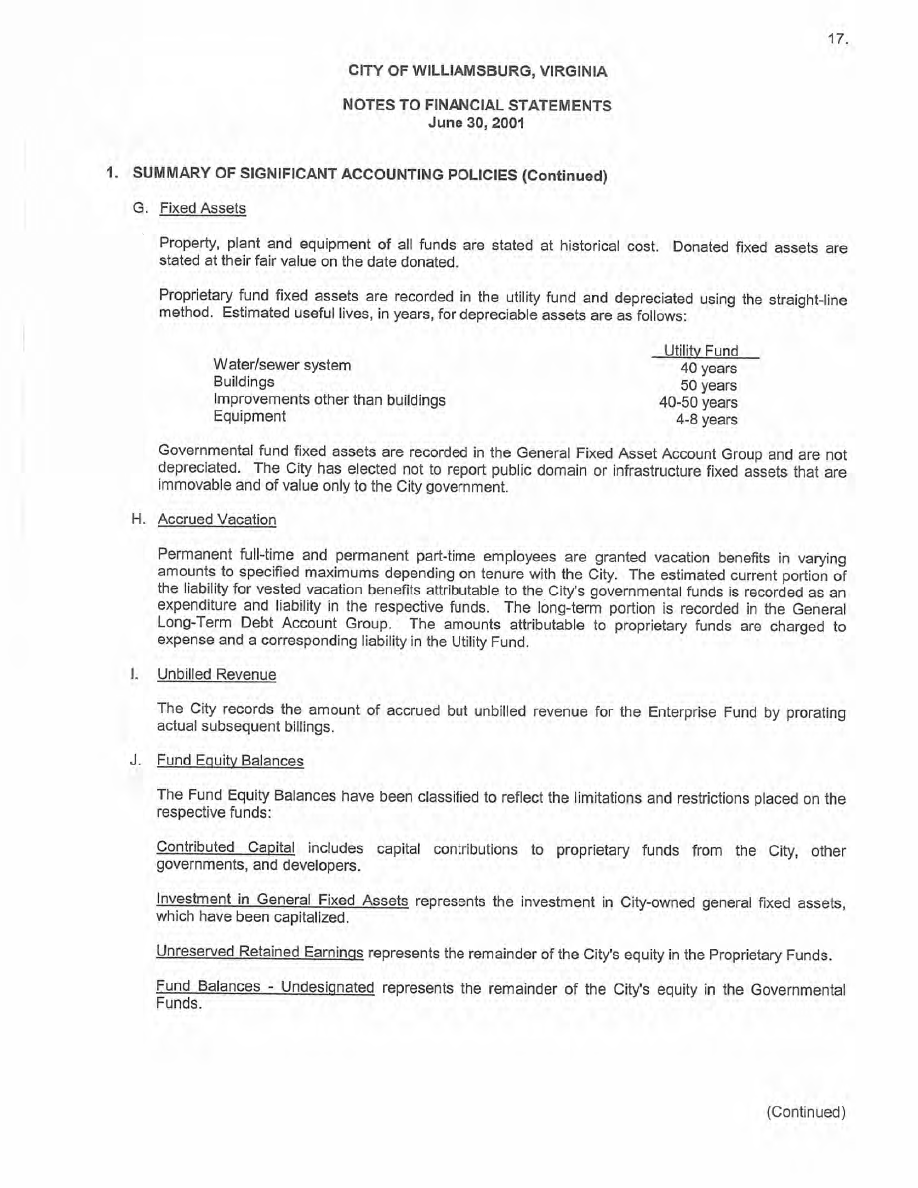 17.
CITY OF WILLIAMSBURG, VIRGINIA
NOTES TO FINANCIAL STATEMENTS
June 30, 2001
1. SUMMARY OF SIGNIFICANT ACCOUNTING POLICIES (Continued)
G. Fixed Assets
Property, plant and equipment of all funds are stated at historical cost. Donated fixed assets are
stated at their fair value on the date donated.
Proprietary fund fixed assets are recorded in the utility fund and depreciated using the straight-line
method. Estimated useful lives, in years, for depreciable assets are as follows:
Utility Fund
Water/sewer system 40 years
Buildings 50 years
Improvements other than buildings 40-50 years
Equipment 4-8 years
Governmental fund fixed assets are recorded in the General Fixed Asset Account Group and are not
depreciated. The City has elected not to report public domain or infrastructure fixed assets that are
immovable and of value only to the City government.
H. Accrued Vacation
Permanent full-time and permanent part-time employees are granted vacation benefits in varying
amounts to specified maximums depending on tenure with the City. The estimated current portion of
the liability for vested vacation benefits attributable to the City's governmental funds is recorded as an
expenditure and liability in the respective funds. The long-term portion is recorded in the General
Long-Term Debt Account Group. The amounts attributable to proprietary funds are charged to
expense and a corresponding liability in the Utility Fund.
I. Unbilled Revenue
The City records the amount of accrued but unbilled revenue for the Enterprise Fund by prorating
actual subsequent billings.
J. Fund Equity Balances
The Fund Equity Balances have been classified to reflect the limitations and restrictions placed on the
respective funds:
Contributed Capital includes capital contributions to proprietary funds from the City, other
governments, and developers.
Investment in General Fixed Assets represents the investment in City-owned general fixed assets,
which have been capitalized.
Unreserved Retained Earnings represents the remainder of the City's equity in the Proprietary Funds.
Fund Balances - Undesignated represents the remainder of the City's equity in the Governmental
Funds.
(Continued)